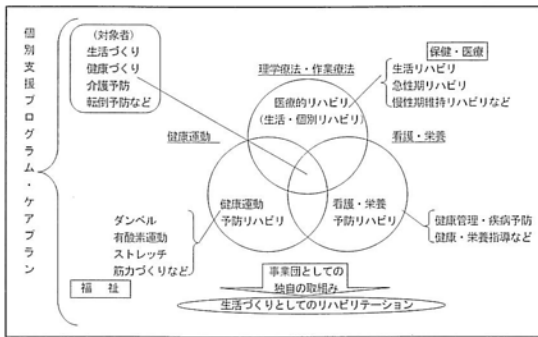 個別支援プログラム・ケアプラン
(対象者)
生活づくり
健康づくり
介護予防
転倒予防など
理学療法・作業療法
保健・医療
生活リハビリ
急性期リハビリ
慢性期維持リハビリなど
医療的リハビリ
(生活・個別リハビリ)
健康運動
看護・栄養
健康運動
予防リハビリ
看護・栄養
予防リハビリ
ダンベル
有酸素運動
ストレッチ
筋力づくりなど
健康管理・疾病予防
健康・栄養指導など
福 祉
事業団としての
独自の取組み
生活づくりとしてのリハビリテーション